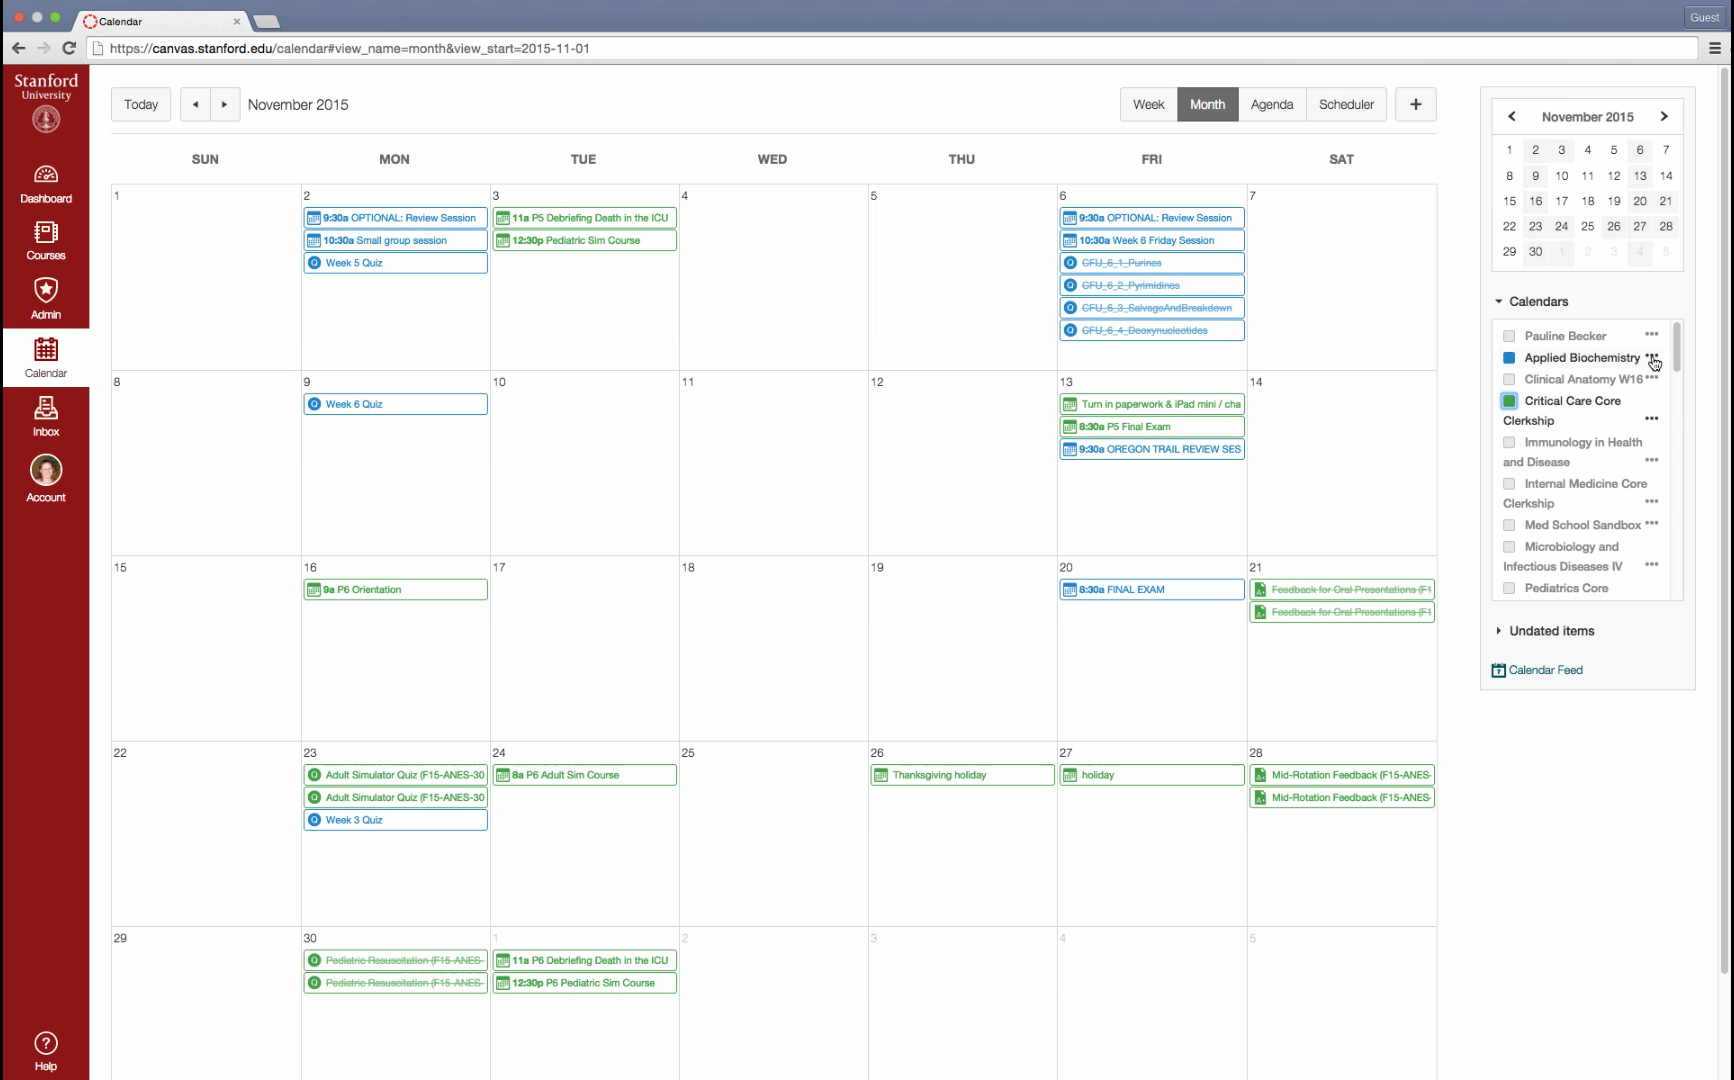 Calendar
Guest
https://canvas.stanford.edu/calendar#view_name=month&view_start=2015-11-01
Stanford
University
Dashboard
Courses
Admin
Calendar
Inbox
Account
Help
Today
November 2015
Week Month Agenda Scheduler +
SUN MON TUE WED THU FRI SAT
1 2 3 4 5 6 7
9:30a OPTIONAL: Review Session
10:30a Small group session
Week 5 Quiz
11a P5 Debriefing Death in the ICU
12:30p Pediatric Sim Course
9:30a OPTIONAL: Review Session
10:30a Week 6 Friday Session
CFU_6_1_Purines
CFU_6_2_Pyrimidines
CFU_6_3_SalvageAndBreakdown
CFU_6_4_Deoxynucleotides
8 9 10 11 12 13 14
Week 6 Quiz
Turn in paperwork & iPad mini / cha
8:30a P5 Final Exam
9:30a OREGON TRAIL REVIEW SES
15 16 17 18 19 20 21
9a P6 Orientation
8:30a FINAL EXAM
Feedback for Oral Presentations (F1
Feedback for Oral Presentations (F1
22 23 24 25 26 27 28
Adult Simulator Quiz (F15-ANES-30
Adult Simulator Quiz (F15-ANES-30
Week 3 Quiz
8a P6 Adult Sim Course
Thanksgiving holiday
holiday
Mid-Rotation Feedback (F15-ANES-
Mid-Rotation Feedback (F15-ANES-
29 30 1 2 3 4 5
Pediatric Resuscitation (F15-ANES-
Pediatric Resuscitation (F15-ANES-
11a P6 Debriefing Death in the ICU
12:30p P6 Pediatric Sim Course
November 2015
1 2 3 4 5 6 7
8 9 10 11 12 13 14
15 16 17 18 19 20 21
22 23 24 25 26 27 28
29 30 1 2 3 4 5
Calendars
Pauline Becker
Applied Biochemistry
Clinical Anatomy W16
Critical Care Core
Clerkship
Immunology in Health
and Disease
Internal Medicine Core
Clerkship
Med School Sandbox
Microbiology and
Infectious Diseases IV
Pediatrics Core
Undated items
Calendar Feed